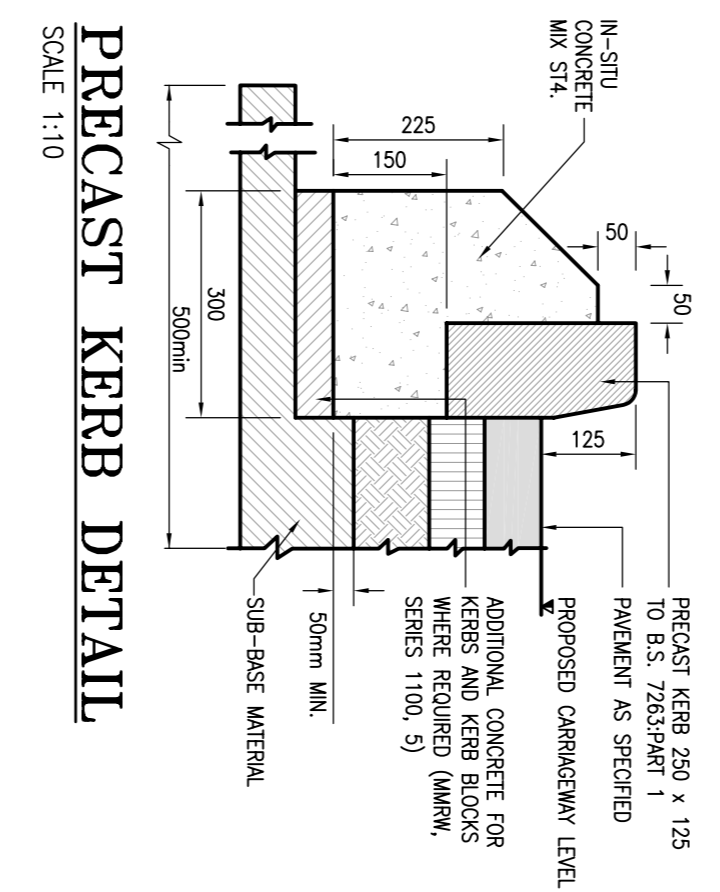 IN-SITU
CONCRETE
MIX ST4.
225
150
50
50
125
300
500min
PRECAST KERB 250 x 125
TO B.S. 7263:PART 1
PAVEMENT AS SPECIFIED
PROPOSED CARRIAGEWAY LEVEL
ADDITIONAL CONCRETE FOR
KERBS AND KERB BLOCKS
WHERE REQUIRED (MMRW,
SERIES 1100, 5)
50mm MIN.
SUB-BASE MATERIAL
PRECAST KERB DETAIL
SCALE 1:10